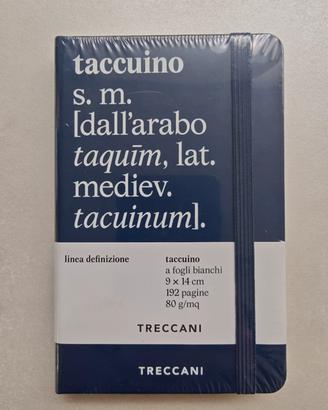 taccuino
s. m.
[dall'arabo
taquīm, lat.
mediev.
tacuinum].
linea definizione
taccuino
a fogli bianchi
9 × 14 cm
192 pagine
80 g/mq
TRECCANI
TRECCANI